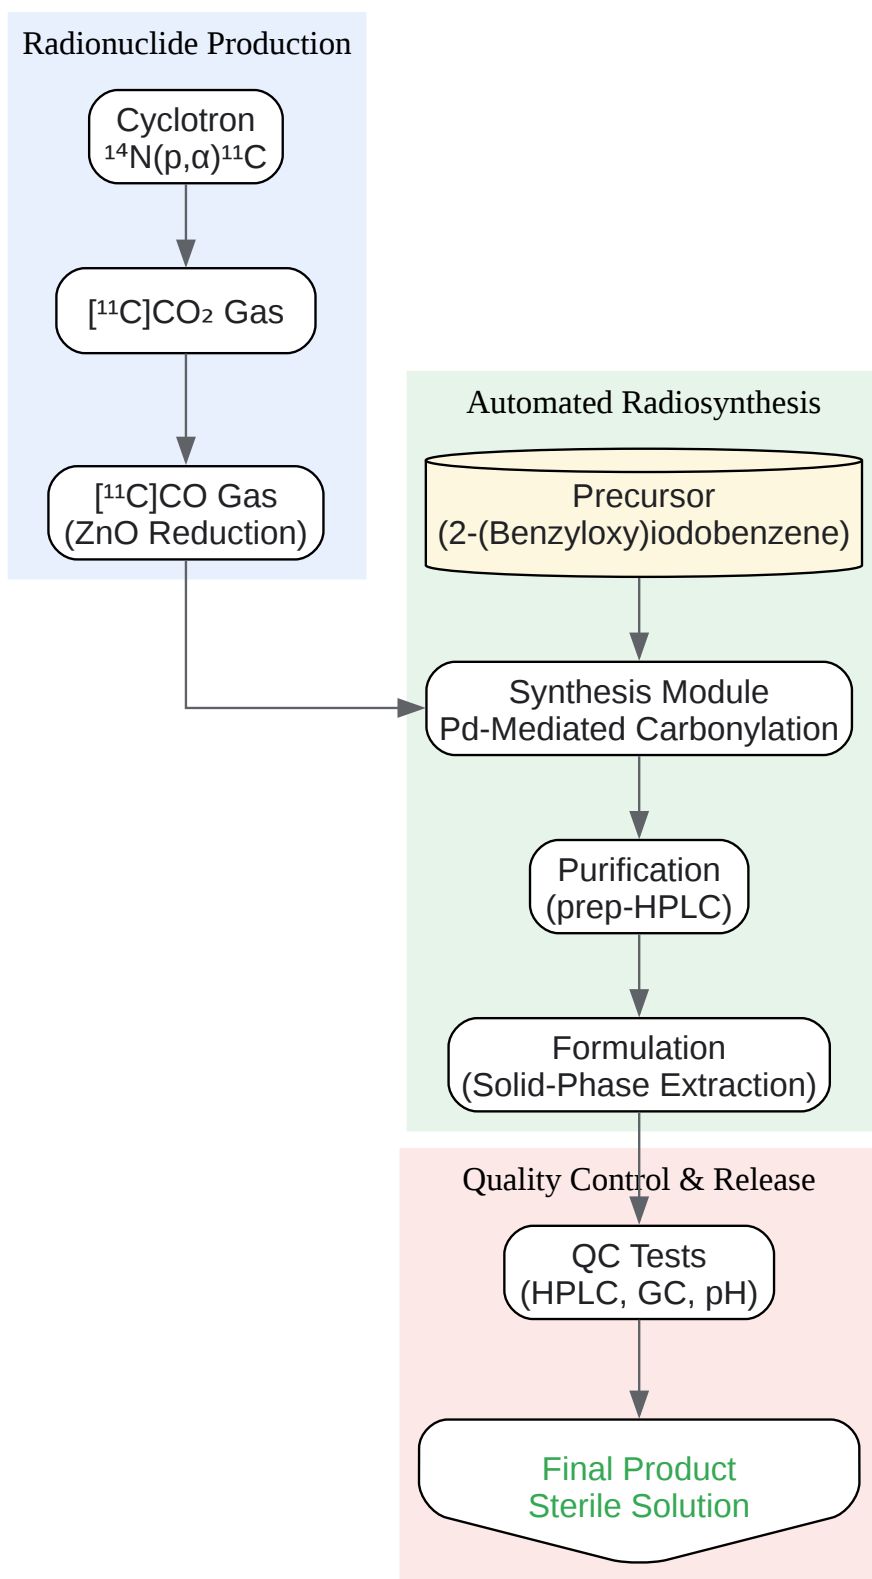 Radionuclide Production
Cyclotron
¹⁴N(p,α)¹¹C
[¹¹C]CO₂ Gas
[¹¹C]CO Gas
(ZnO Reduction)
Automated Radiosynthesis
Precursor
(2-(Benzyloxy)iodobenzene)
Synthesis Module
Pd-Mediated Carbonylation
Purification
(prep-HPLC)
Formulation
(Solid-Phase Extraction)
Quality Control & Release
QC Tests
(HPLC, GC, pH)
Final Product
Sterile Solution